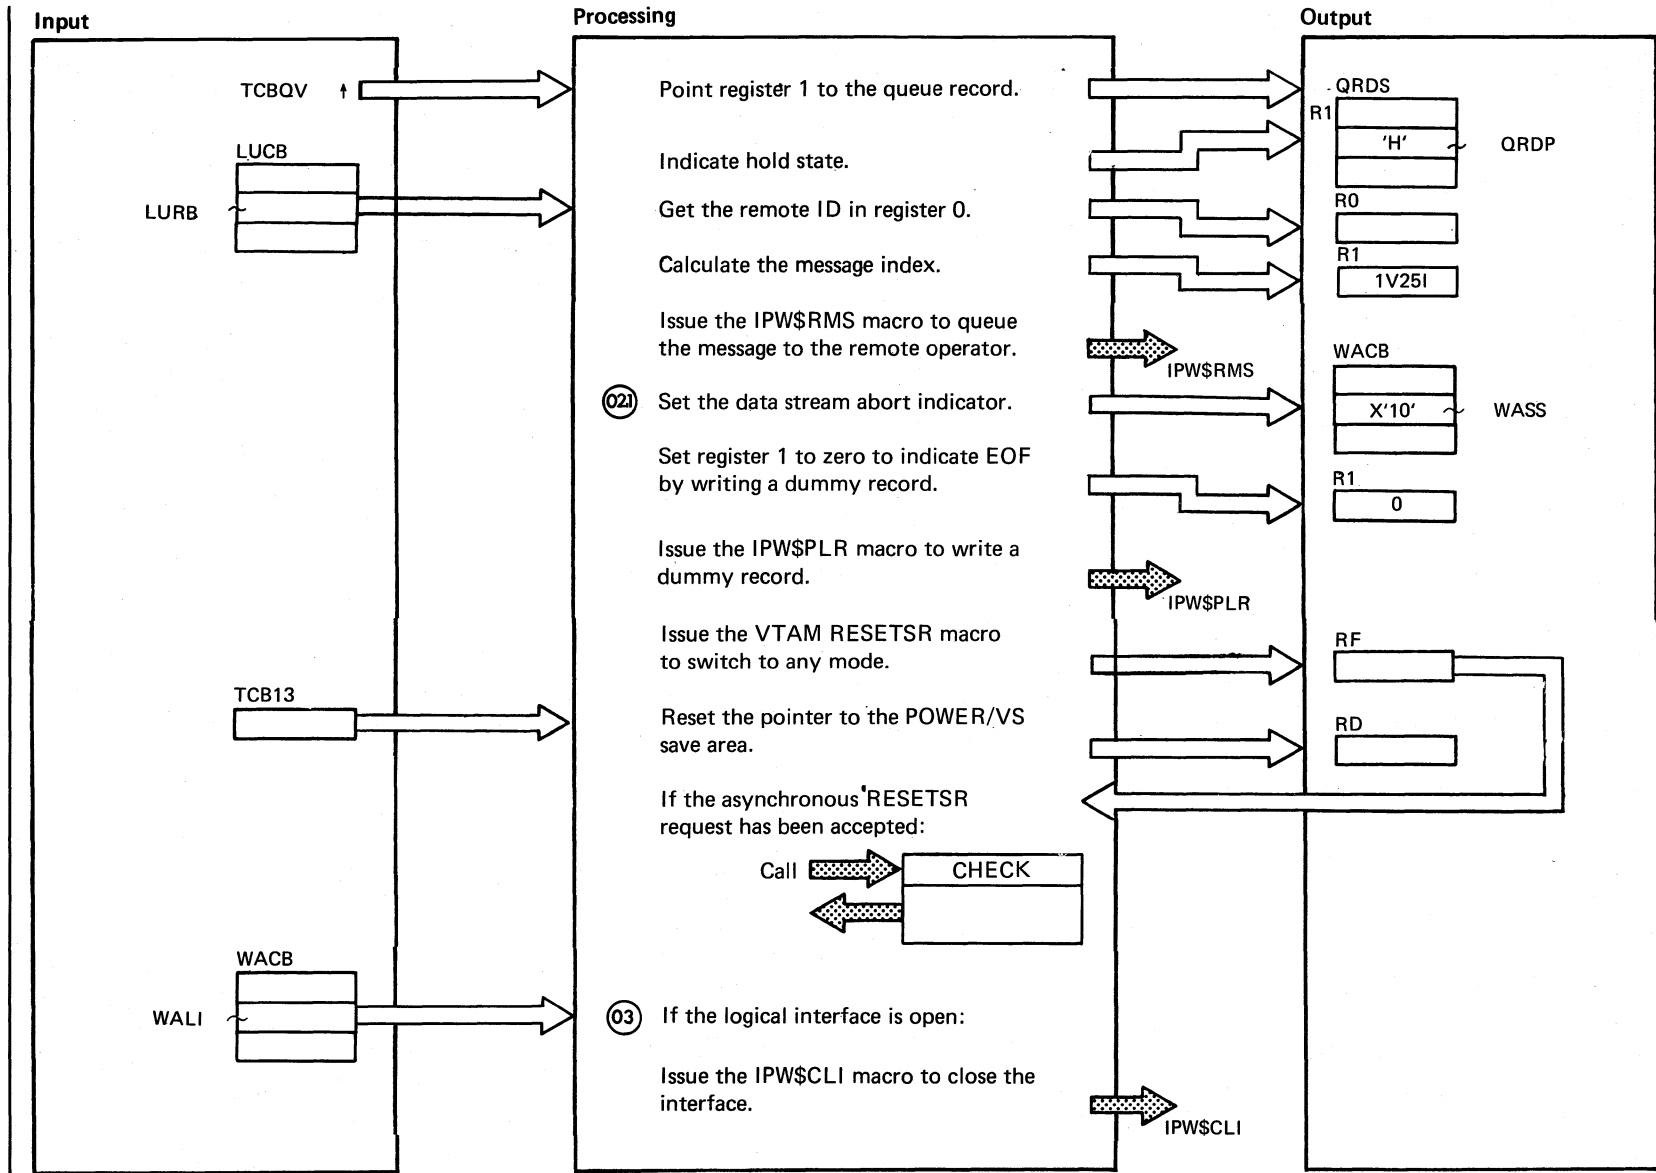 Input
Processing
Output
TCBQV
Point register 1 to the queue record.
QRDS
R1
'H'
QRDP
LUCB
LURB
Indicate hold state.
Get the remote ID in register 0.
R0
Calculate the message index.
R1
1V25I
Issue the IPW$RMS macro to queue
the message to the remote operator.
IPW$RMS
WACB
02.1
Set the data stream abort indicator.
X'10'
WASS
Set register 1 to zero to indicate EOF
by writing a dummy record.
R1
0
Issue the IPW$PLR macro to write a
dummy record.
IPW$PLR
Issue the VTAM RESETSR macro
to switch to any mode.
RF
TCB13
Reset the pointer to the POWER/VS
save area.
RD
If the asynchronous RESETSR
request has been accepted:
Call
CHECK
WACB
WALI
03
If the logical interface is open:
Issue the IPW$CLI macro to close the
interface.
IPW$CLI